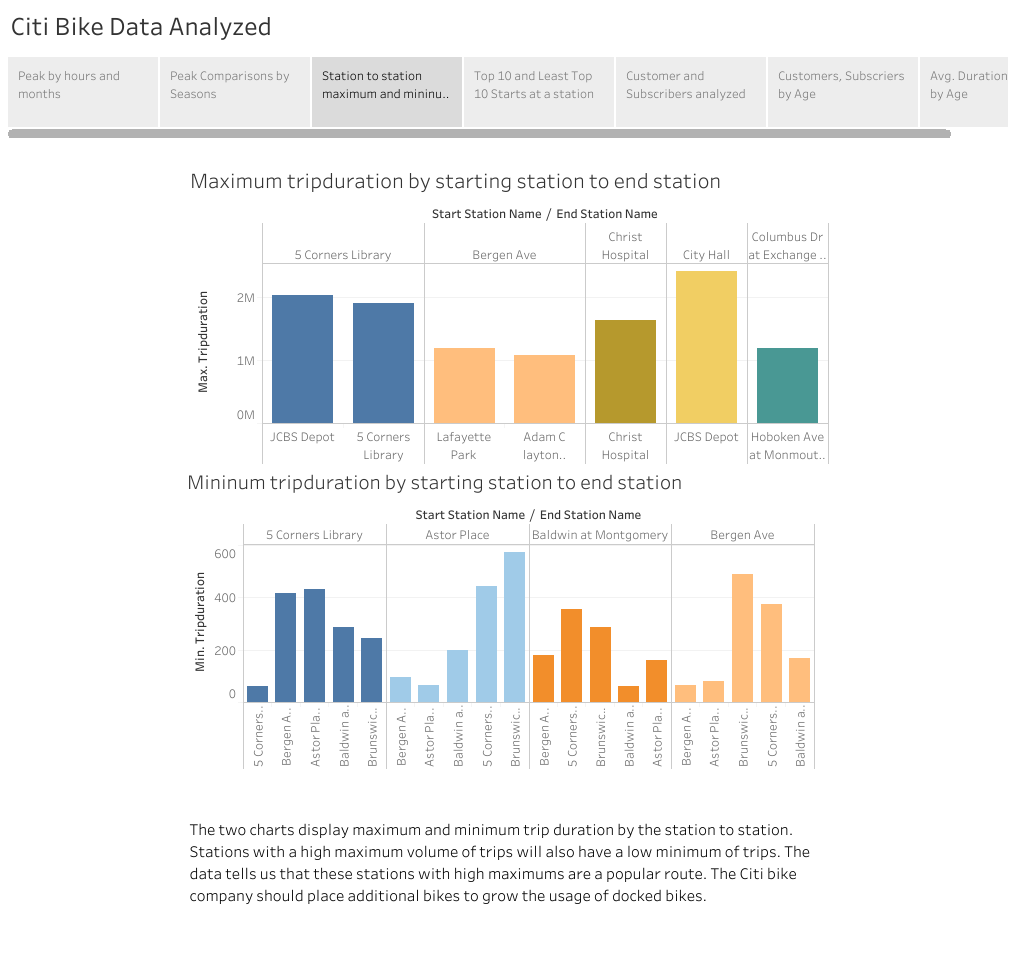 Citi Bike Data Analyzed
Peak by hours and
months
Peak Comparisons by
Seasons
Station to station
maximum and mininu..
Top 10 and Least Top
10 Starts at a station
Customer and
Subscribers analyzed
Customers, Subscriers
by Age
Avg. Duration
by Age
Maximum tripduration by starting station to end station
Start Station Name / End Station Name
5 Corners Library
Bergen Ave
Christ
Hospital
City Hall
Columbus Dr
at Exchange ..
Max. Tripduration
2M
1M
0M
JCBS Depot
5 Corners
Library
Lafayette
Park
Adam C
layton..
Christ
Hospital
JCBS Depot
Hoboken Ave
at Monmout..
Mininum tripduration by starting station to end station
Start Station Name / End Station Name
5 Corners Library
Astor Place
Baldwin at Montgomery
Bergen Ave
Min. Tripduration
600
400
200
0
5 Corners..
Bergen A..
Astor Pla..
Baldwin a..
Brunswic..
Bergen A..
Astor Pla..
Baldwin a..
5 Corners..
Brunswic..
Bergen A..
5 Corners..
Brunswic..
Baldwin a..
Astor Pla..
Bergen A..
Astor Pla..
Brunswic..
5 Corners..
Baldwin a..
The two charts display maximum and minimum trip duration by the station to station.
Stations with a high maximum volume of trips will also have a low minimum of trips. The
data tells us that these stations with high maximums are a popular route. The Citi bike
company should place additional bikes to grow the usage of docked bikes.